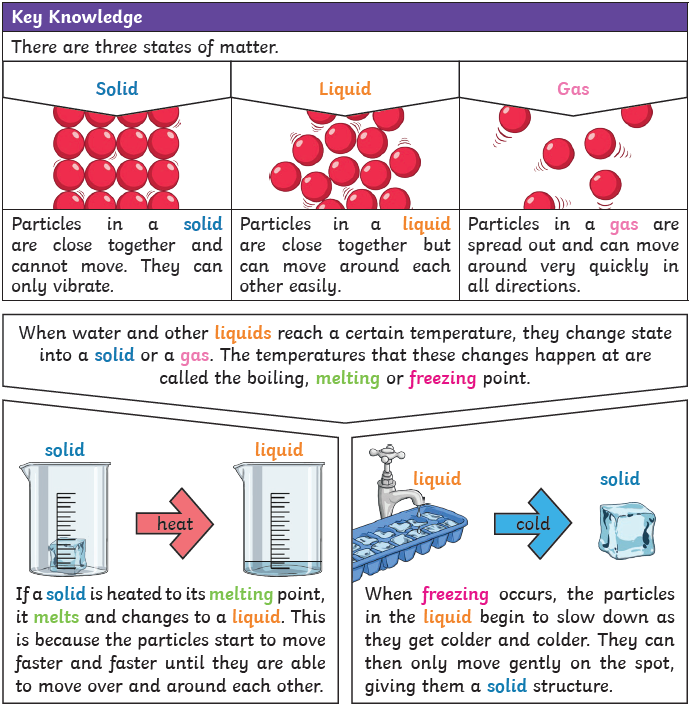 Key Knowledge
There are three states of matter.
Solid
Liquid
Gas
Particles in a solid
are close together and
cannot move. They can
only vibrate.
Particles in a liquid
are close together but
can move around each
other easily.
Particles in a gas are
spread out and can move
around very quickly in
all directions.
When water and other liquids reach a certain temperature, they change state
into a solid or a gas. The temperatures that these changes happen at are
called the boiling, melting or freezing point.
solid
liquid
heat
If a solid is heated to its melting point,
it melts and changes to a liquid. This
is because the particles start to move
faster and faster until they are able
to move over and around each other.
liquid
solid
cold
When freezing occurs, the particles
in the liquid begin to slow down as
they get colder and colder. They can
then only move gently on the spot,
giving them a solid structure.